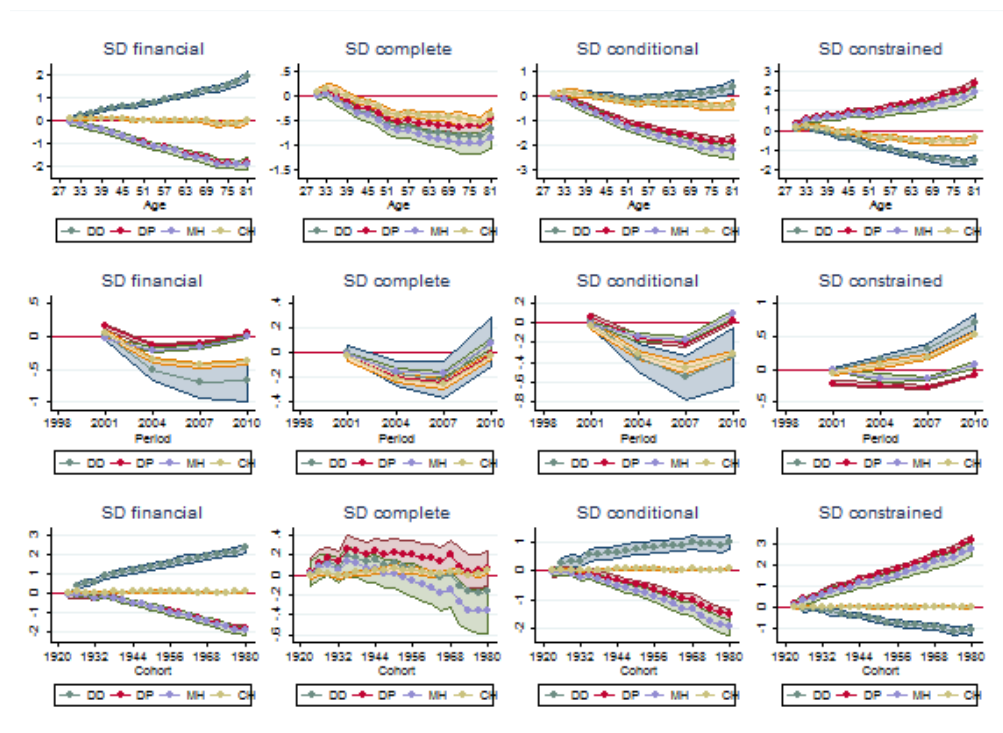 SD financial
2
1
0
-1
-2
27 33 39 45 51 57 63 69 75 81
Age
DD DP MH CH
SD complete
.5
0
-.5
-1
-1.5
27 33 39 45 51 57 63 69 75 81
Age
DD DP MH CH
SD conditional
1
0
-1
-2
-3
27 33 39 45 51 57 63 69 75 81
Age
DD DP MH CH
SD constrained
3
2
1
0
-1
-2
27 33 39 45 51 57 63 69 75 81
Age
DD DP MH CH
SD financial
.5
0
-.5
-1
1998 2001 2004 2007 2010
Period
DD DP MH CH
SD complete
.4
.2
0
-.2
-.4
1998 2001 2004 2007 2010
Period
DD DP MH CH
SD conditional
.2
0
-.2
-.4
-.6
-.8
1998 2001 2004 2007 2010
Period
DD DP MH CH
SD constrained
1
.5
0
-.5
1998 2001 2004 2007 2010
Period
DD DP MH CH
SD financial
3
2
1
0
-1
-2
1920 1932 1944 1956 1968 1980
Cohort
DD DP MH CH
SD complete
.4
.2
0
-.2
-.4
-.6
1920 1932 1944 1956 1968 1980
Cohort
DD DP MH CH
SD conditional
1
0
-1
-2
1920 1932 1944 1956 1968 1980
Cohort
DD DP MH CH
SD constrained
3
2
1
0
-1
1920 1932 1944 1956 1968 1980
Cohort
DD DP MH CH